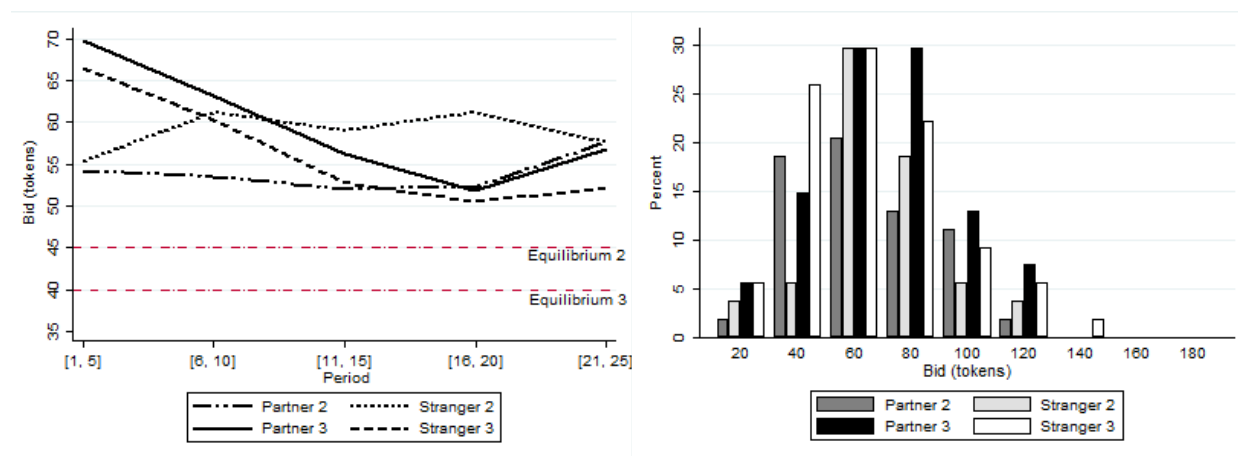 70
65
60
55
50
45
40
35
Bid (tokens)
Equilibrium 2
Equilibrium 3
[1, 5] [6, 10] [11, 15] [16, 20] [21, 25]
Period
Partner 2 Stranger 2
Partner 3 Stranger 3
30
25
20
15
10
5
0
Percent
20 40 60 80 100 120 140 160 180
Bid (tokens)
Partner 2 Stranger 2
Partner 3 Stranger 3